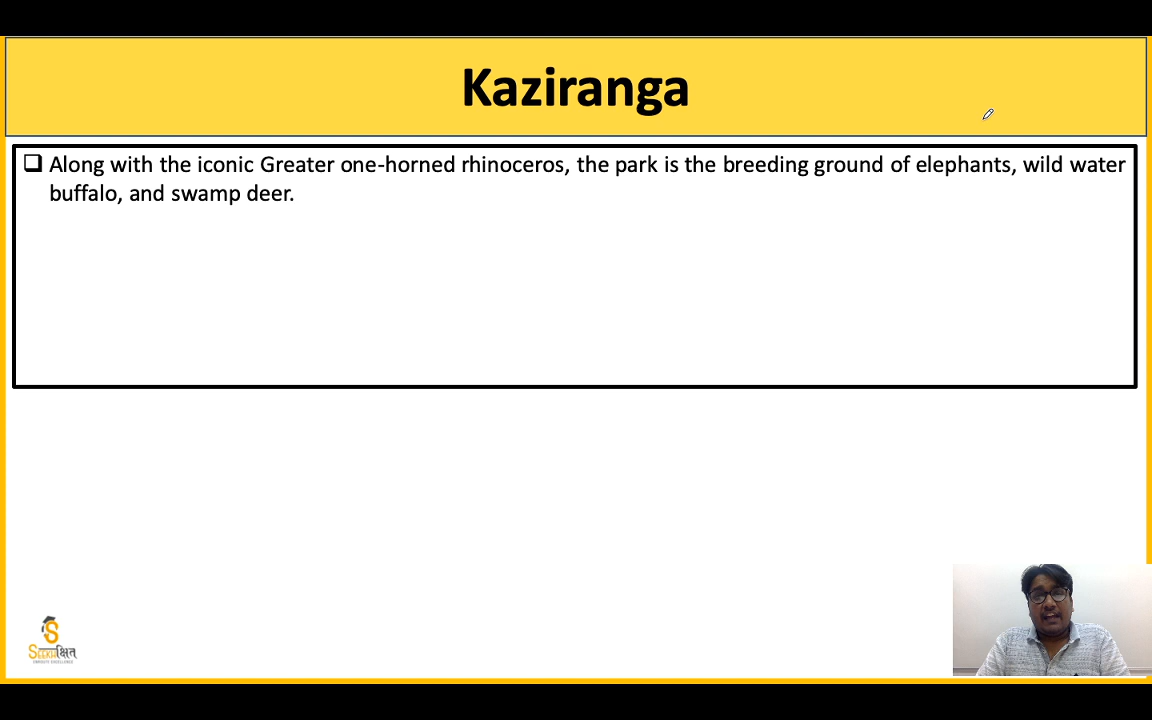 Kaziranga
❑ Along with the iconic Greater one-horned rhinoceros, the park is the breeding ground of elephants, wild water
buffalo, and swamp deer.
S
SEEKHक्षित